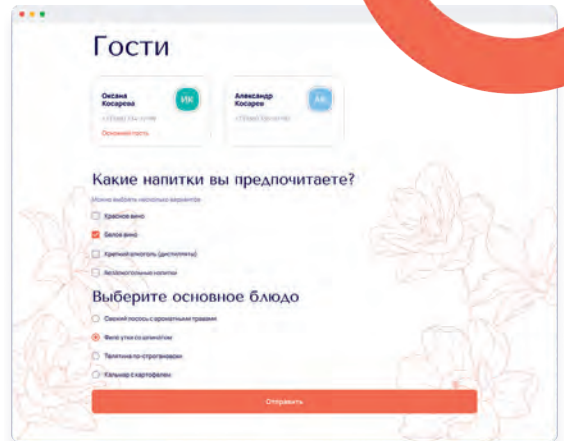 Гости
Оксана
Косарева
ИК
Основной гость
Александр
Косарев
АК
Какие напитки вы предпочитаете?
Можно выбрать несколько вариантов
Красное вино
Белое вино
Крепкий алкоголь (дистилляты)
Безалкогольные напитки
Выберите основное блюдо
Свежий лосось с ароматными травами
Филе утки со шпинатом
Телятина по-строгановски
Кальмар с картофелем
Отправить